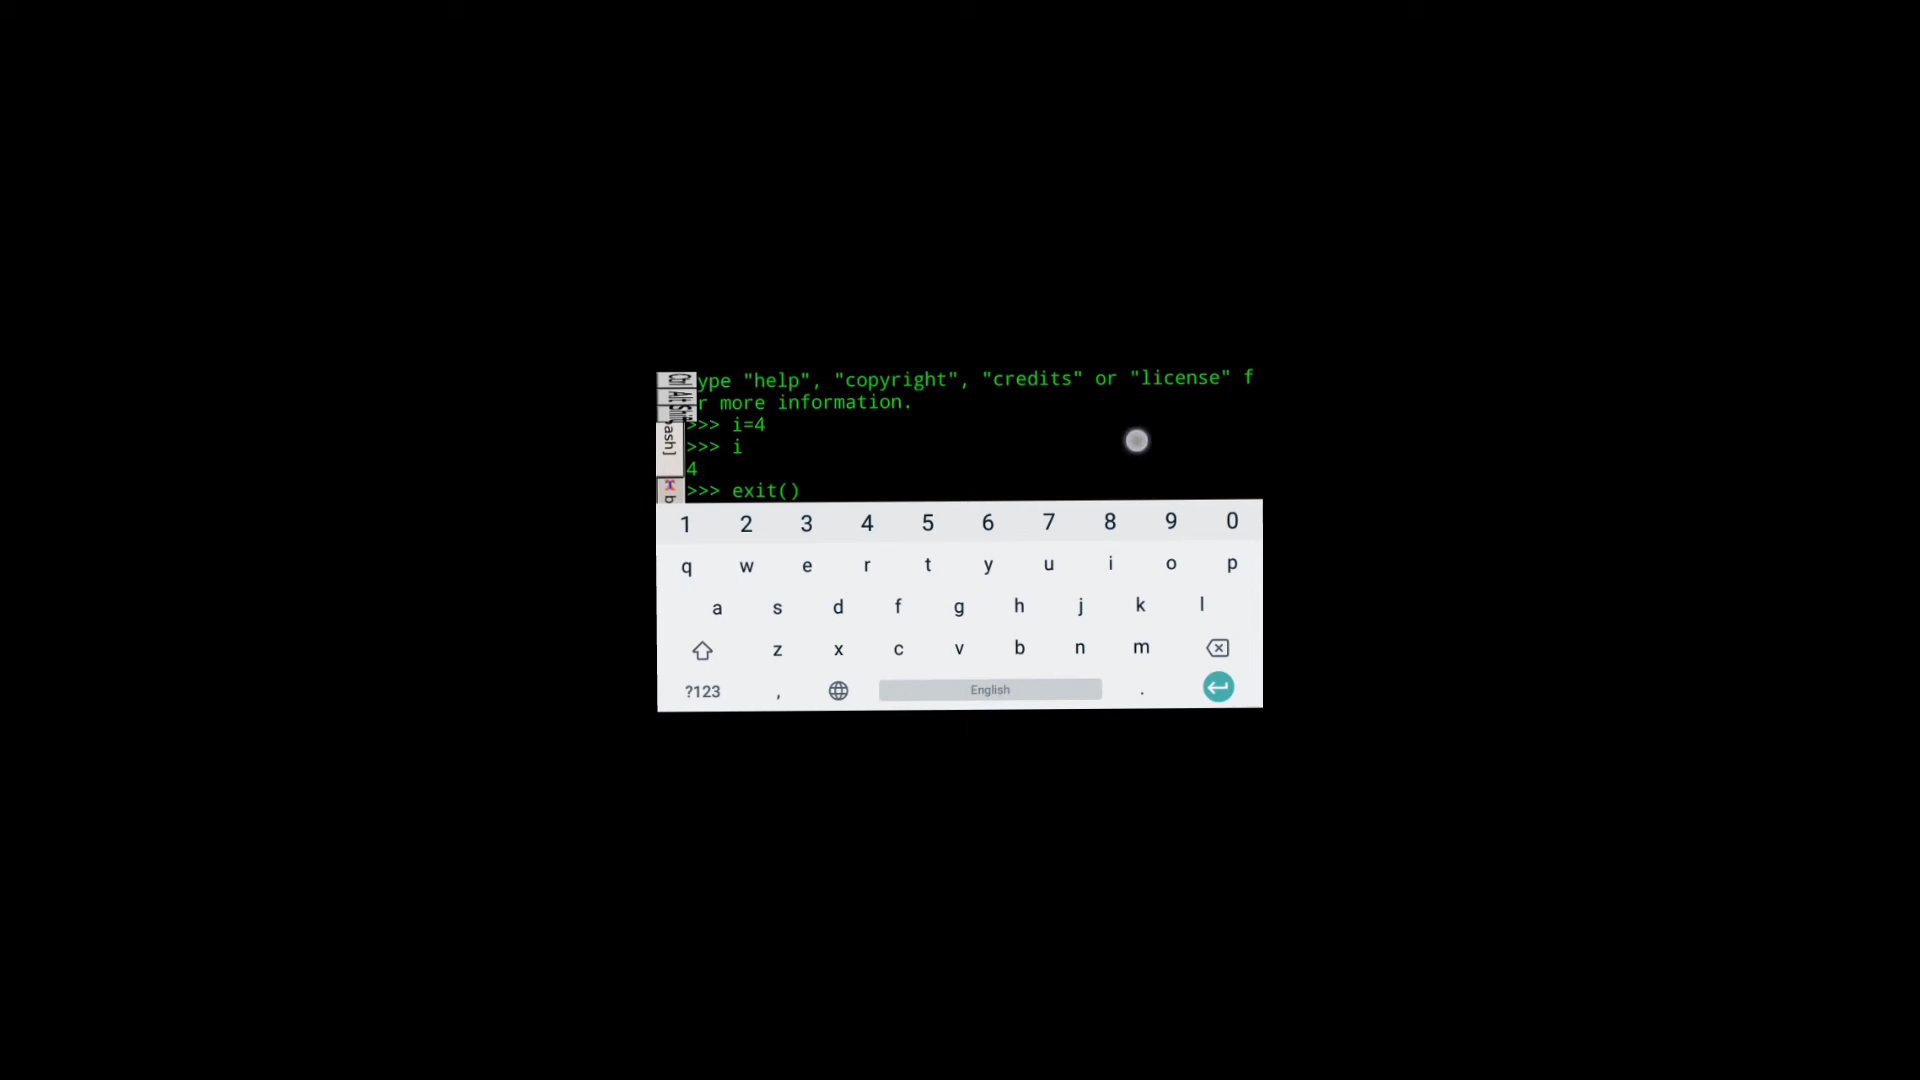 ype "help", "copyright", "credits" or "license" f
r more information.
>>> i=4
>>> i
4
>>> exit()
ash]
b
1 2 3 4 5 6 7 8 9 0
q w e r t y u i o p
a s d f g h j k l
z x c v b n m
?123 , English .